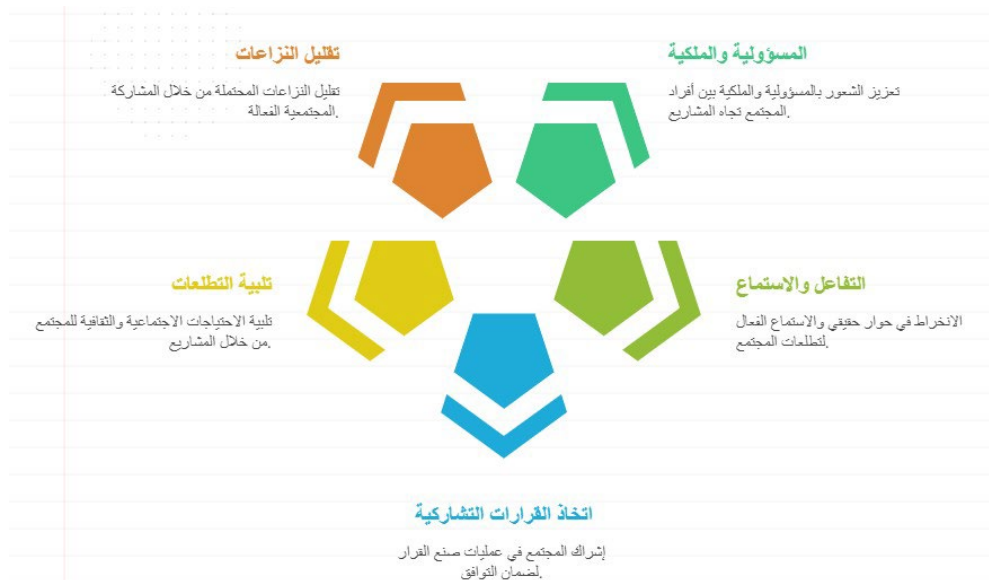 المسؤولية والملكية
تعزيز الشعور بالمسؤولية والملكية بين أفراد
المجتمع تجاه المشاريع.
تقليل النزاعات
تقليل النزاعات المحتملة من خلال المشاركة
المجتمعية الفعالة.
التفاعل والاستماع
الانخراط في حوار حقيقي والاستماع الفعال
لتطلعات المجتمع.
تلبية التطلعات
تلبية الاحتياجات الاجتماعية والثقافية للمجتمع
من خلال المشاريع.
اتخاذ القرارات التشاركية
إشراك المجتمع في عمليات صنع القرار
لضمان التوافق.